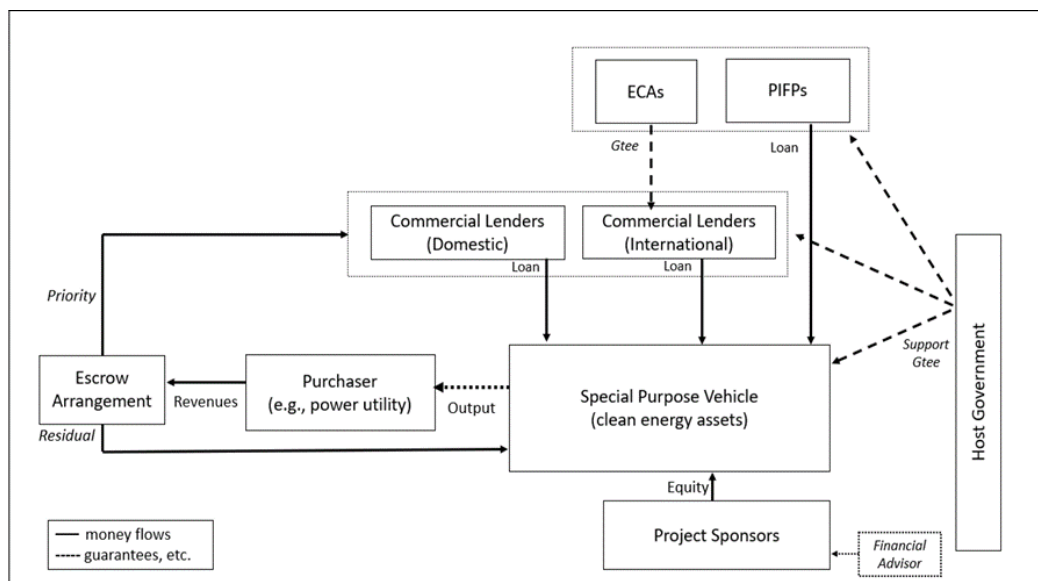 ECAs
PIFPs
Gtee
Loan
Commercial Lenders
(Domestic)
Commercial Lenders
(International)
Loan
Loan
Priority
Support
Gtee
Host Government
Escrow
Arrangement
Revenues
Purchaser
(e.g., power utility)
Output
Special Purpose Vehicle
(clean energy assets)
Residual
Equity
Project Sponsors
Financial
Advisor
money flows
guarantees, etc.